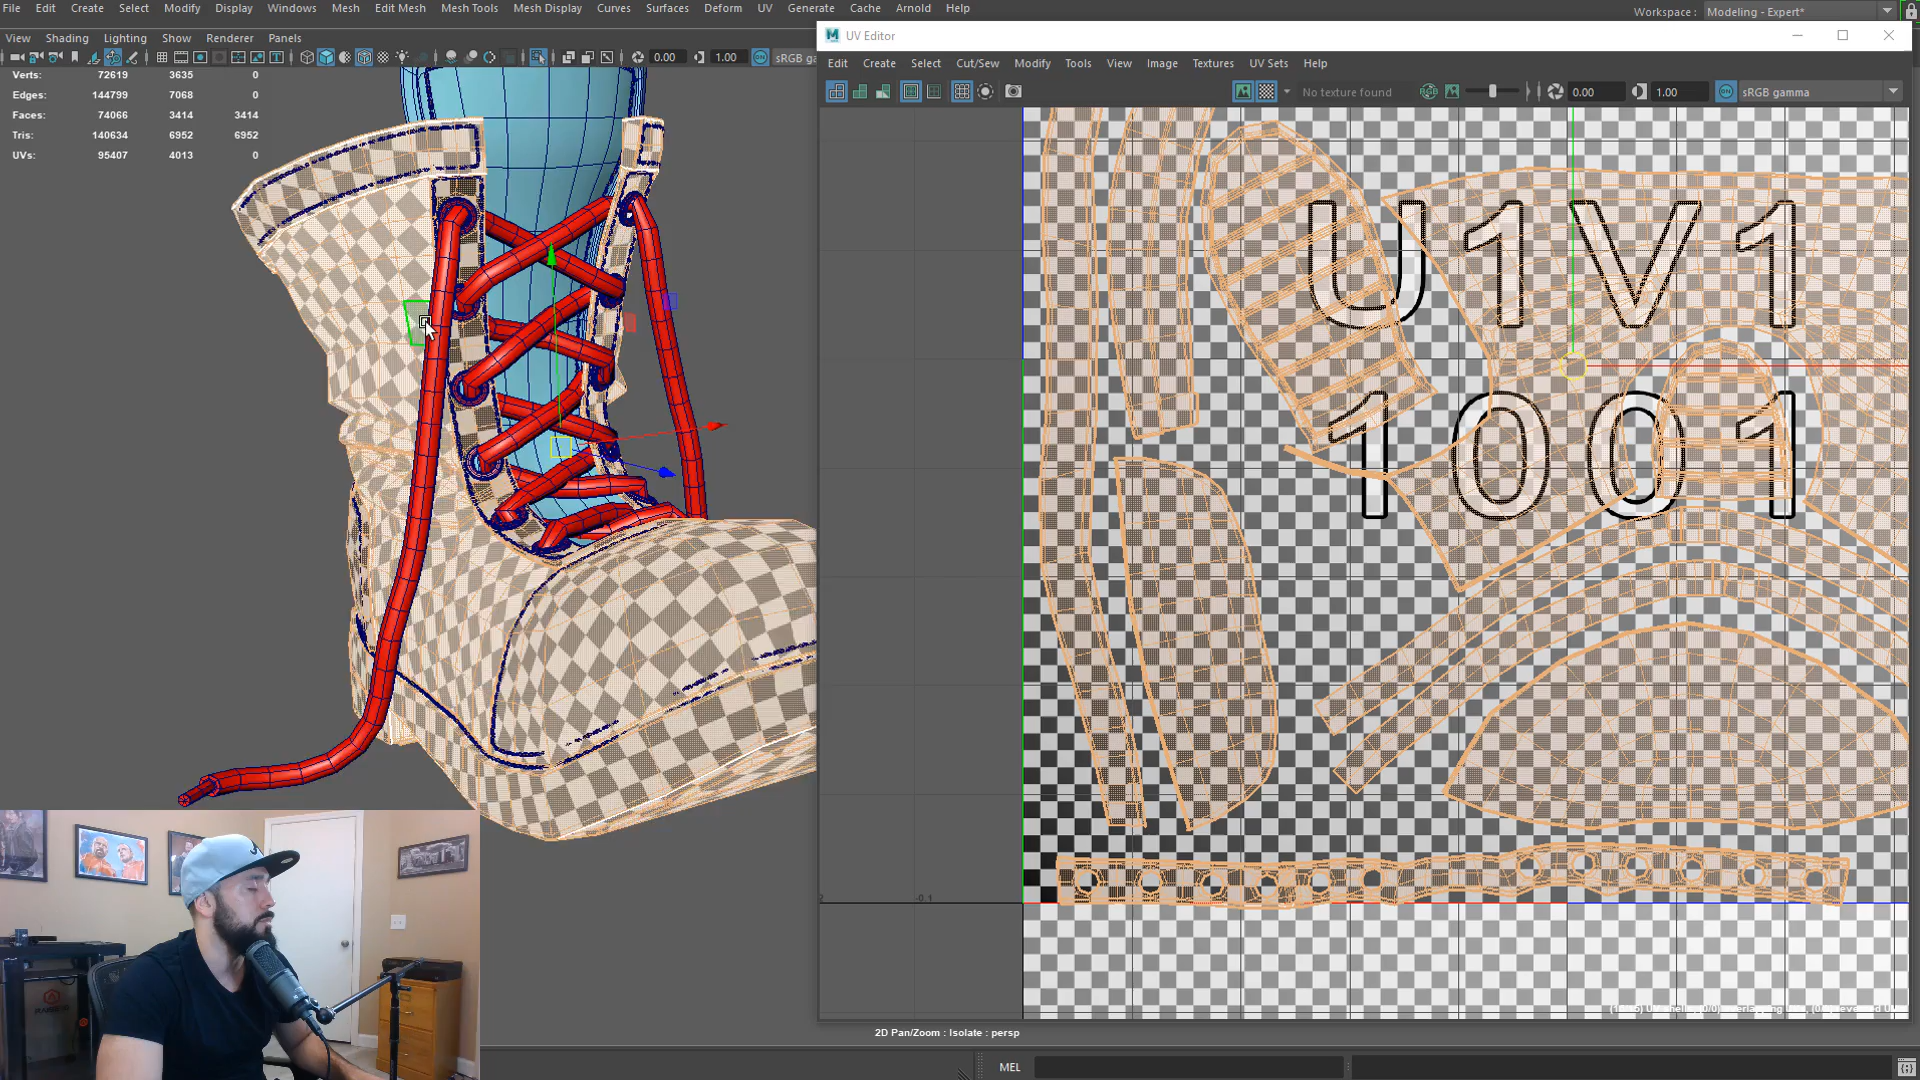 File Edit Create Select Modify Display Windows Mesh Edit Mesh Mesh Tools Mesh Display Curves Surfaces Deform UV Generate Cache Arnold Help
Workspace : Modeling - Expert*
View Shading Lighting Show Renderer Panels
0.00 1.00 sRGB ga
UV Editor
Edit Create Select Cut/Sew Modify Tools View Image Textures UV Sets Help
No texture found 0.00 1.00 sRGB gamma
Verts: 72619 3635 0
Edges: 144799 7068 0
Faces: 74066 3414 3414
Tris: 140634 6952 6952
UVs: 95407 4013 0
U1V1
1001
-0.1
2D Pan/Zoom : Isolate : persp
MEL